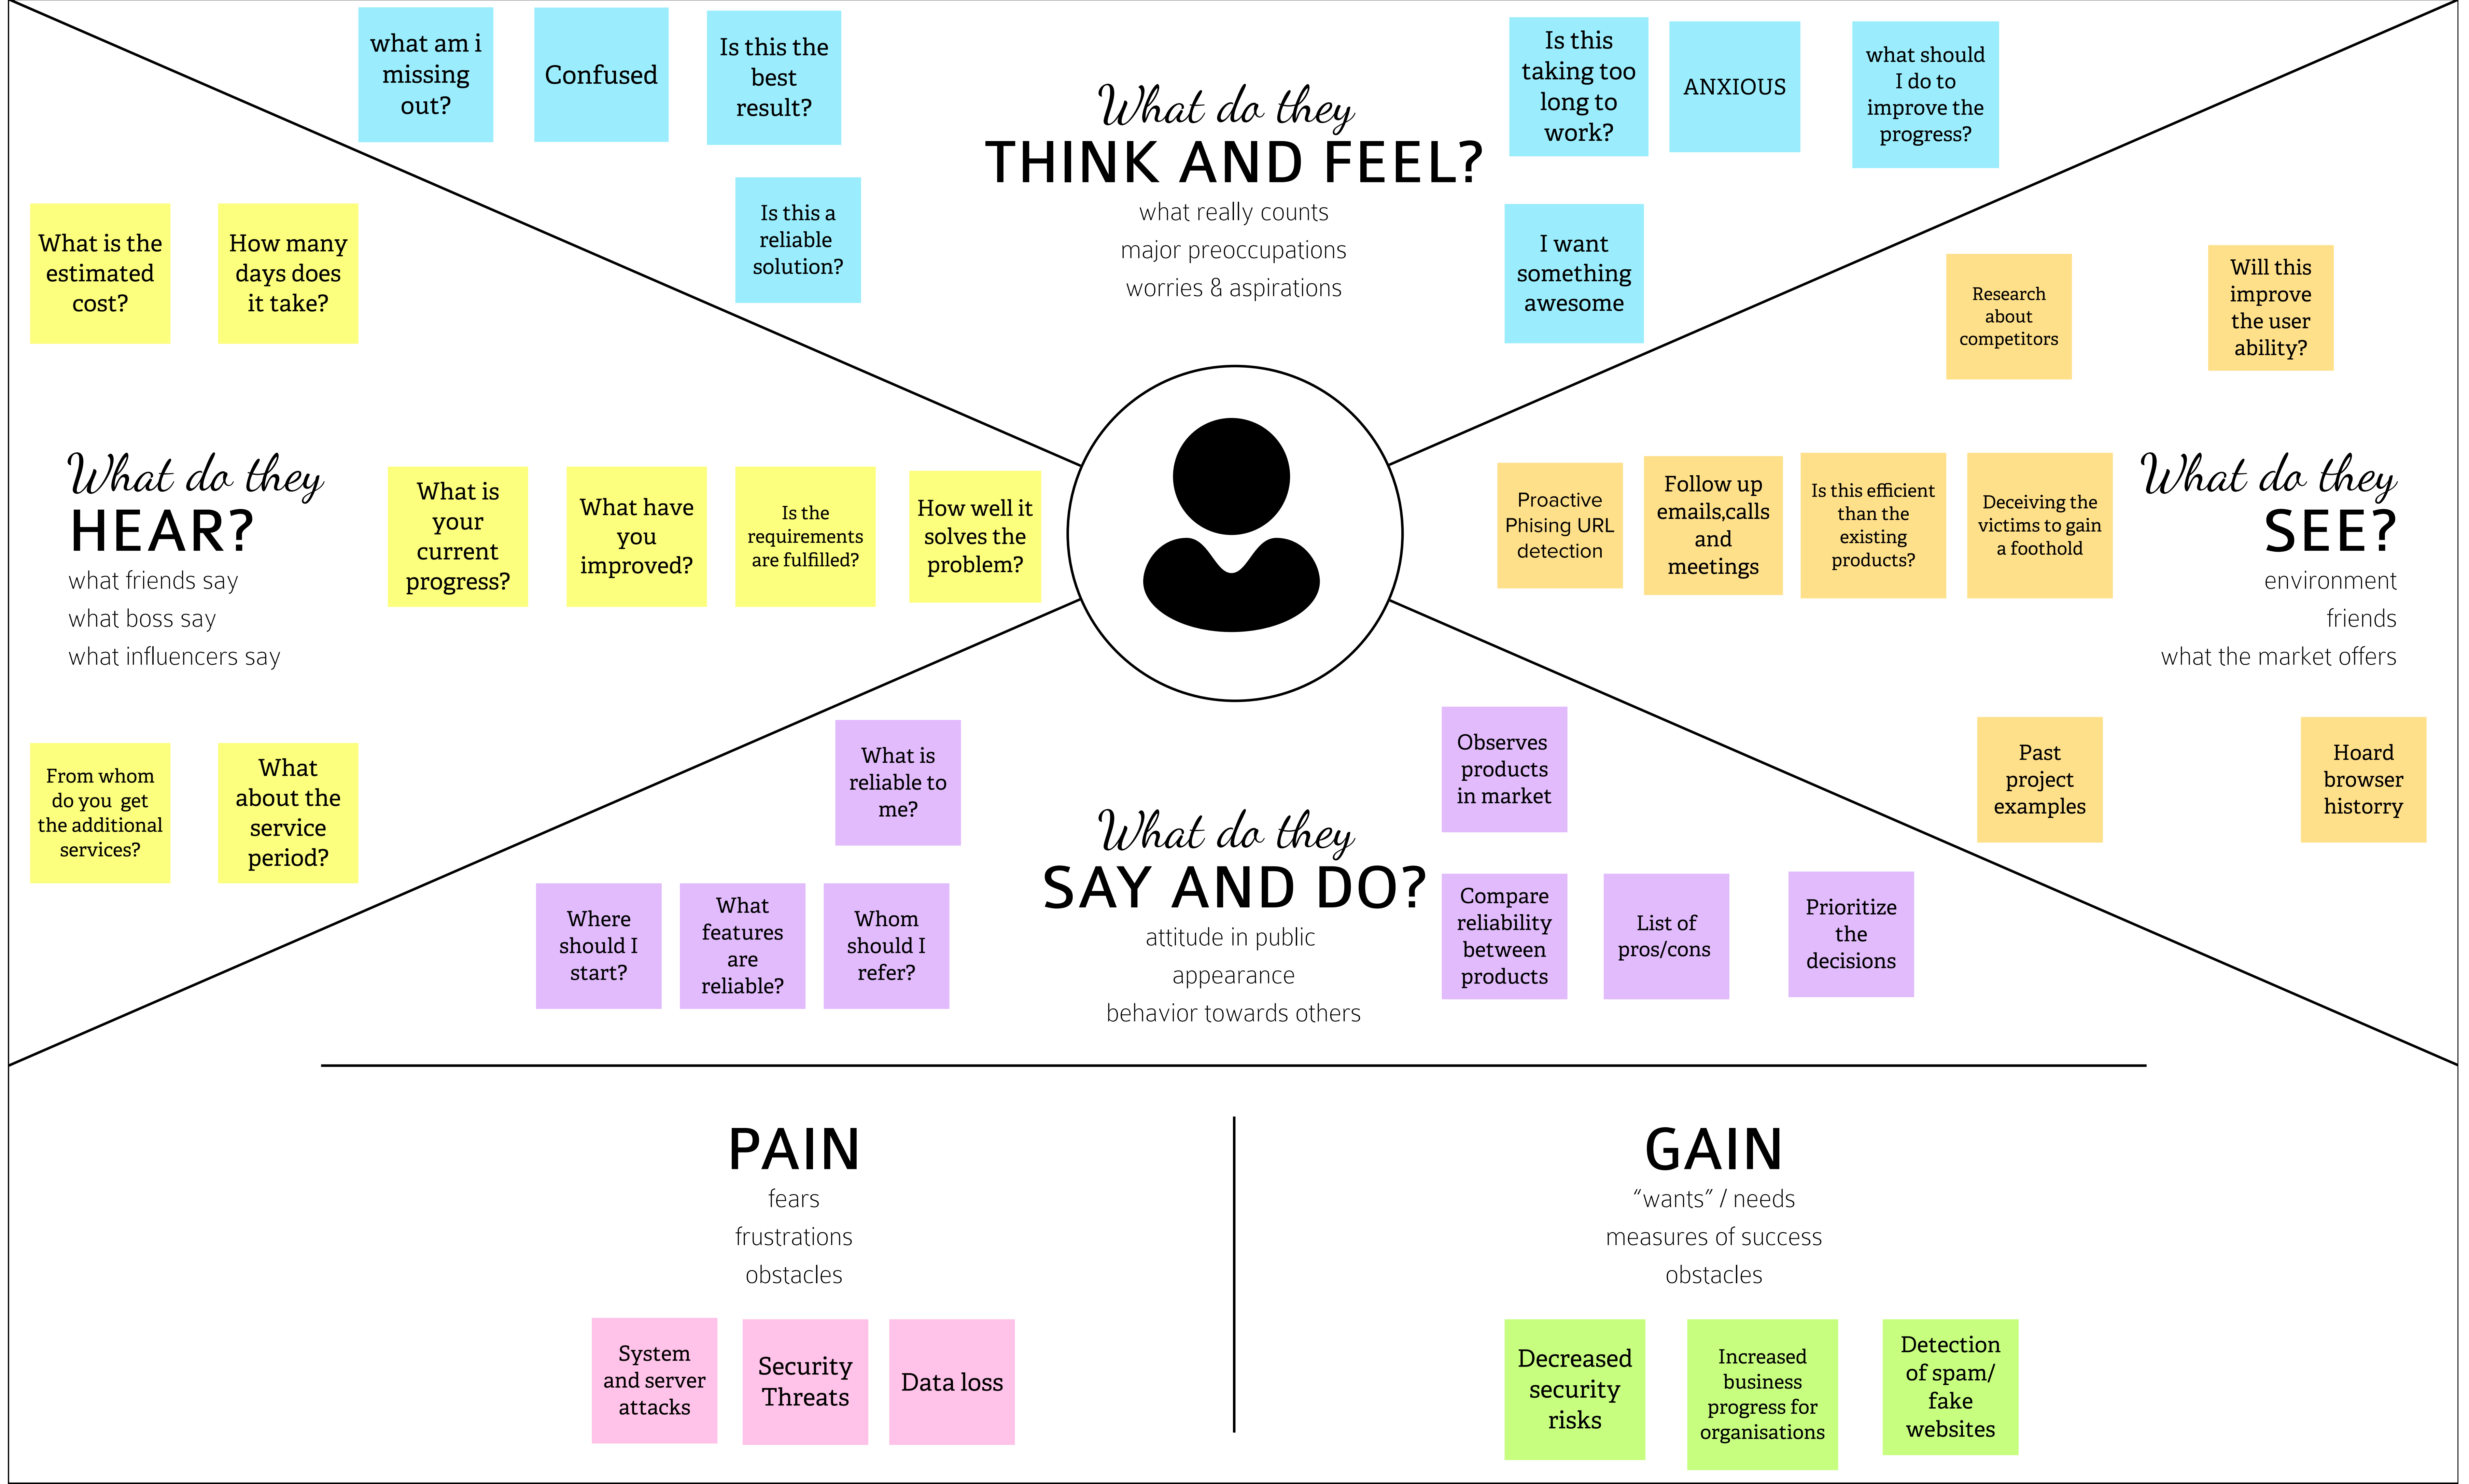 what am i
missing
out?
Confused
Is this the
best
result?
Is this a
reliable
solution?
What do they
THINK AND FEEL?
what really counts
major preoccupations
worries & aspirations
Is this
taking too
long to
work?
ANXIOUS
what should
I do to
improve the
progress?
I want
something
awesome
What is the
estimated
cost?
How many
days does
it take?
What do they
HEAR?
what friends say
what boss say
what influencers say
What is
your
current
progress?
What have
you
improved?
Is the
requirements
are fulfilled?
How well it
solves the
problem?
From whom
do you get
the additional
services?
What
about the
service
period?
Research
about
competitors
Will this
improve
the user
ability?
Proactive
Phising URL
detection
Follow up
emails,calls
and
meetings
Is this efficient
than the
existing
products?
Deceiving the
victims to gain
a foothold
What do they
SEE?
environment
friends
what the market offers
Past
project
examples
Hoard
browser
historry
What is
reliable to
me?
Where
should I
start?
What
features
are
reliable?
Whom
should I
refer?
What do they
SAY AND DO?
attitude in public
appearance
behavior towards others
Observes
products
in market
Compare
reliability
between
products
List of
pros/cons
Prioritize
the
decisions
PAIN
fears
frustrations
obstacles
System
and server
attacks
Security
Threats
Data loss
GAIN
“wants” / needs
measures of success
obstacles
Decreased
security
risks
Increased
business
progress for
organisations
Detection
of spam/
fake
websites